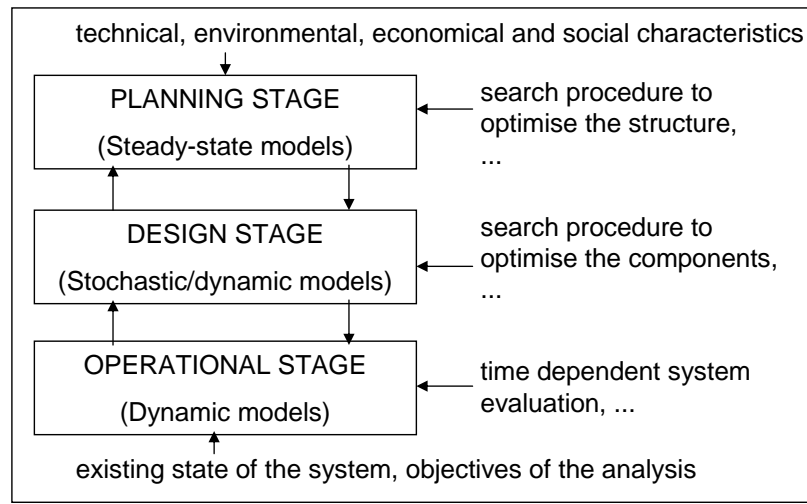 technical, environmental, economical and social characteristics
PLANNING STAGE
(Steady-state models)
search procedure to
optimise the structure,
...
DESIGN STAGE
(Stochastic/dynamic models)
search procedure to
optimise the components,
...
OPERATIONAL STAGE
(Dynamic models)
time dependent system
evaluation, ...
existing state of the system, objectives of the analysis